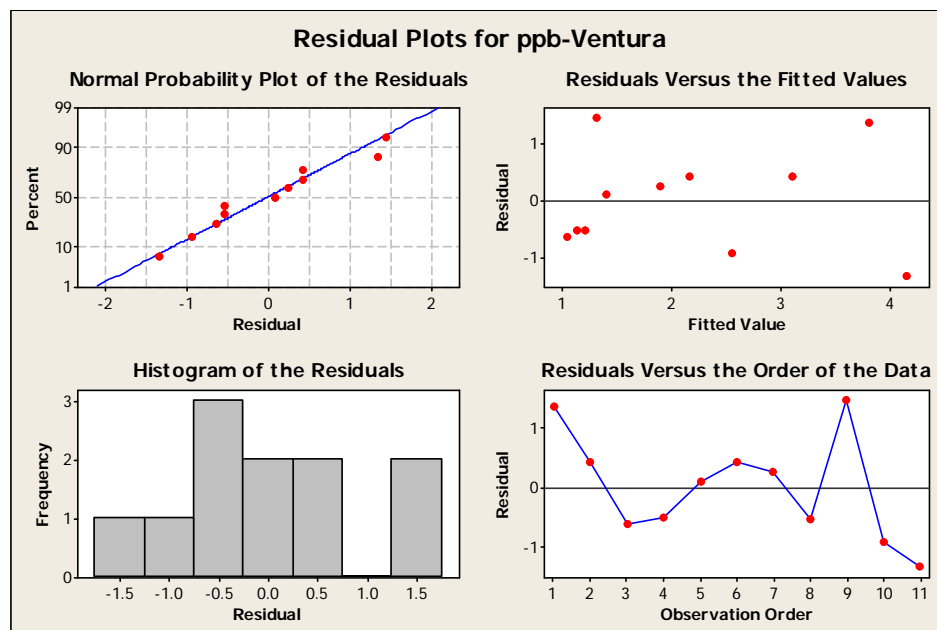 Residual Plots for ppb-Ventura
Normal Probability Plot of the Residuals
99
90
50
10
1
Percent
-2 -1 0 1 2
Residual
Residuals Versus the Fitted Values
1
0
-1
Residual
1 2 3 4
Fitted Value
Histogram of the Residuals
3
2
1
0
Frequency
-1.5 -1.0 -0.5 0.0 0.5 1.0 1.5
Residual
Residuals Versus the Order of the Data
1
0
-1
Residual
1 2 3 4 5 6 7 8 9 10 11
Observation Order